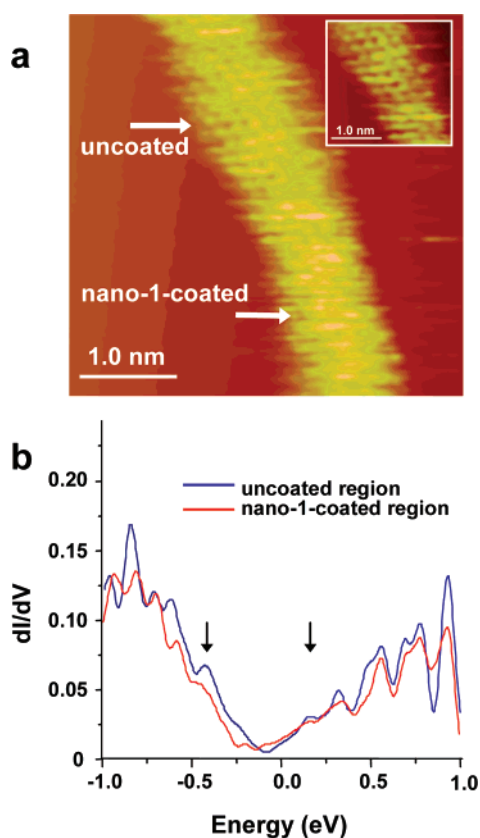 a
1.0 nm
uncoated
nano-1-coated
1.0 nm
b
uncoated region
nano-1-coated region
0.20
0.15
0.10
0.05
0
dI/dV
-1.0 -0.5 0.0 0.5 1.0
Energy (eV)